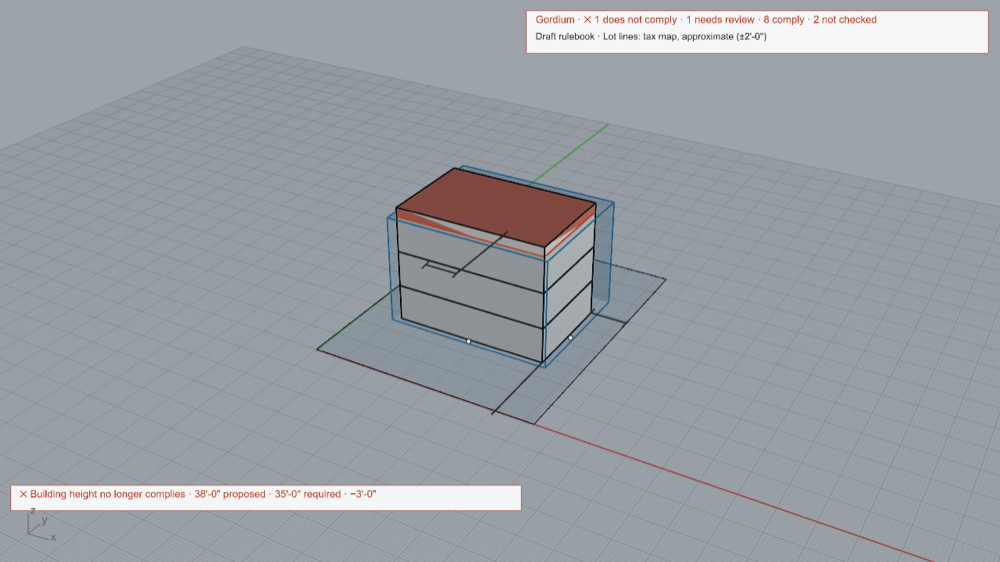 Gordium · ✕ 1 does not comply · 1 needs review · 8 comply · 2 not checked
Draft rulebook · Lot lines: tax map, approximate (±2'-0")
✕ Building height no longer complies · 38'-0" proposed · 35'-0" required · −3'-0"
z
y
x